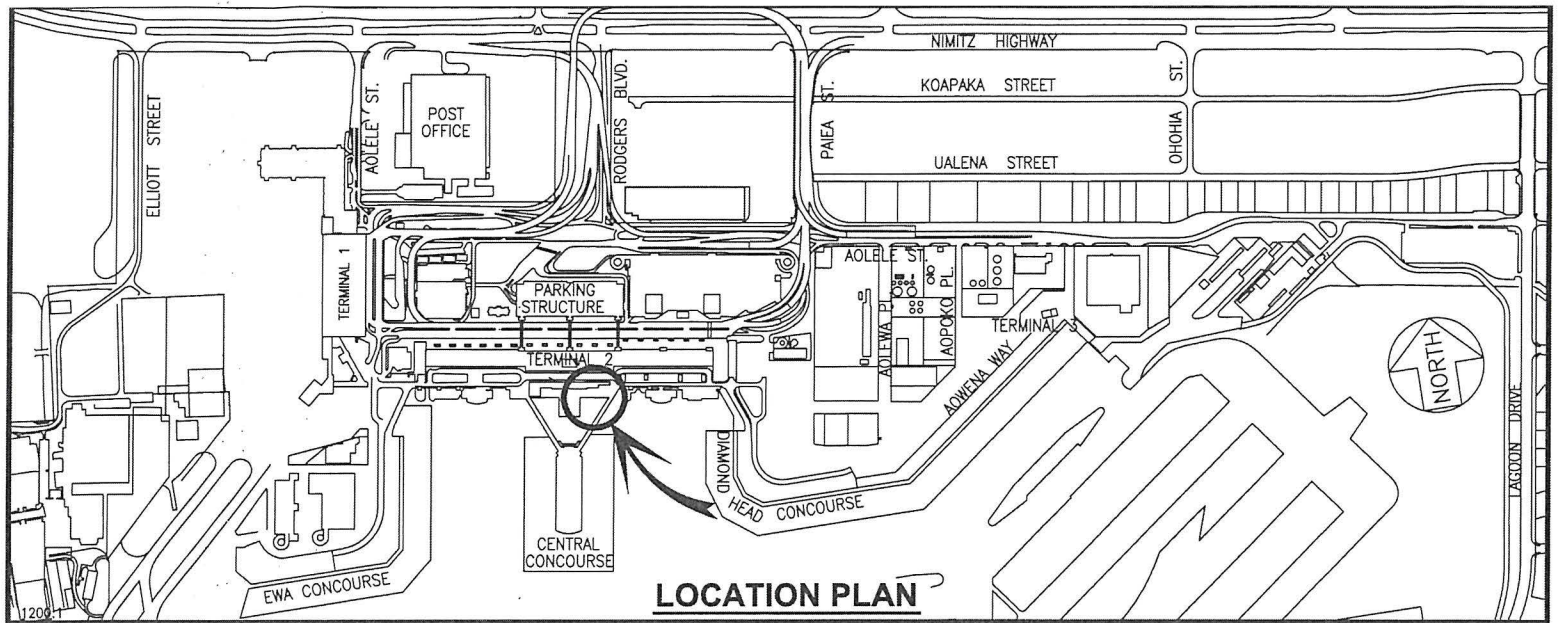 NIMITZ HIGHWAY
KOAPAKA STREET
UALENA STREET
OHOHIA ST.
PAIEA ST.
RODGERS BLVD.
AOLELE ST.
POST
OFFICE
ELLIOTT STREET
TERMINAL 1
PARKING
STRUCTURE
TERMINAL 2
AOLELE ST.
AOPOKO PL.
TERMINAL 3
AOWENA WAY
NORTH
LAGOON DRIVE
DIAMOND HEAD CONCOURSE
CENTRAL
CONCOURSE
EWA CONCOURSE
LOCATION PLAN